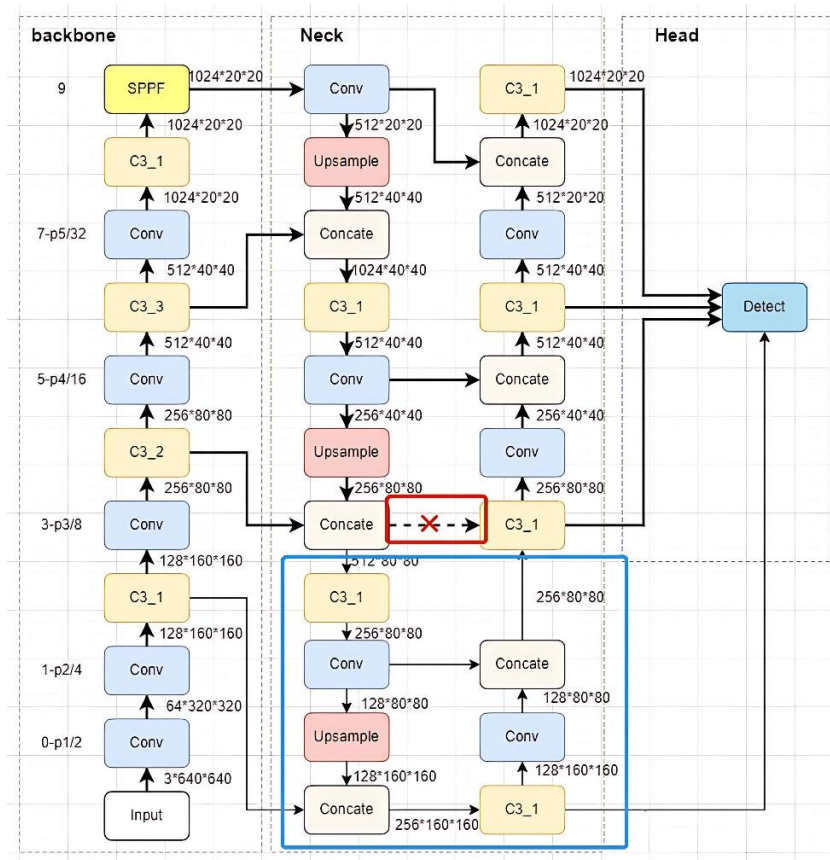 backbone
Neck
Head
9
SPPF
1024*20*20
Conv
C3_1
1024*20*20
1024*20*20
512*20*20
1024*20*20
C3_1
Upsample
Concate
1024*20*20
512*40*40
512*20*20
7-p5/32
Conv
Concate
Conv
512*40*40
1024*40*40
512*40*40
C3_3
C3_1
C3_1
Detect
512*40*40
512*40*40
512*40*40
5-p4/16
Conv
Conv
Concate
256*80*80
256*40*40
256*40*40
C3_2
Upsample
Conv
256*80*80
256*80*80
256*80*80
3-p3/8
Conv
Concate
C3_1
128*160*160
512*80*80
C3_1
C3_1
256*80*80
128*160*160
256*80*80
1-p2/4
Conv
Conv
Concate
64*320*320
128*80*80
128*80*80
0-p1/2
Conv
Upsample
Conv
3*640*640
128*160*160
128*160*160
Input
Concate
C3_1
256*160*160